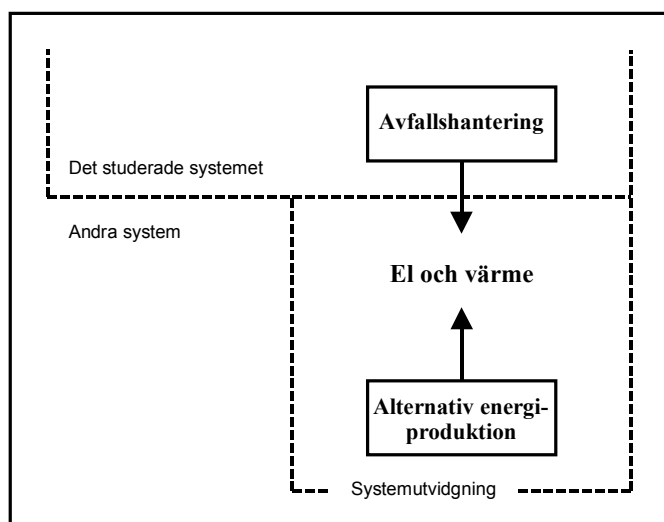 Avfallshantering
Det studerade systemet
Andra system
El och värme
Alternativ energi-
produktion
Systemutvidgning